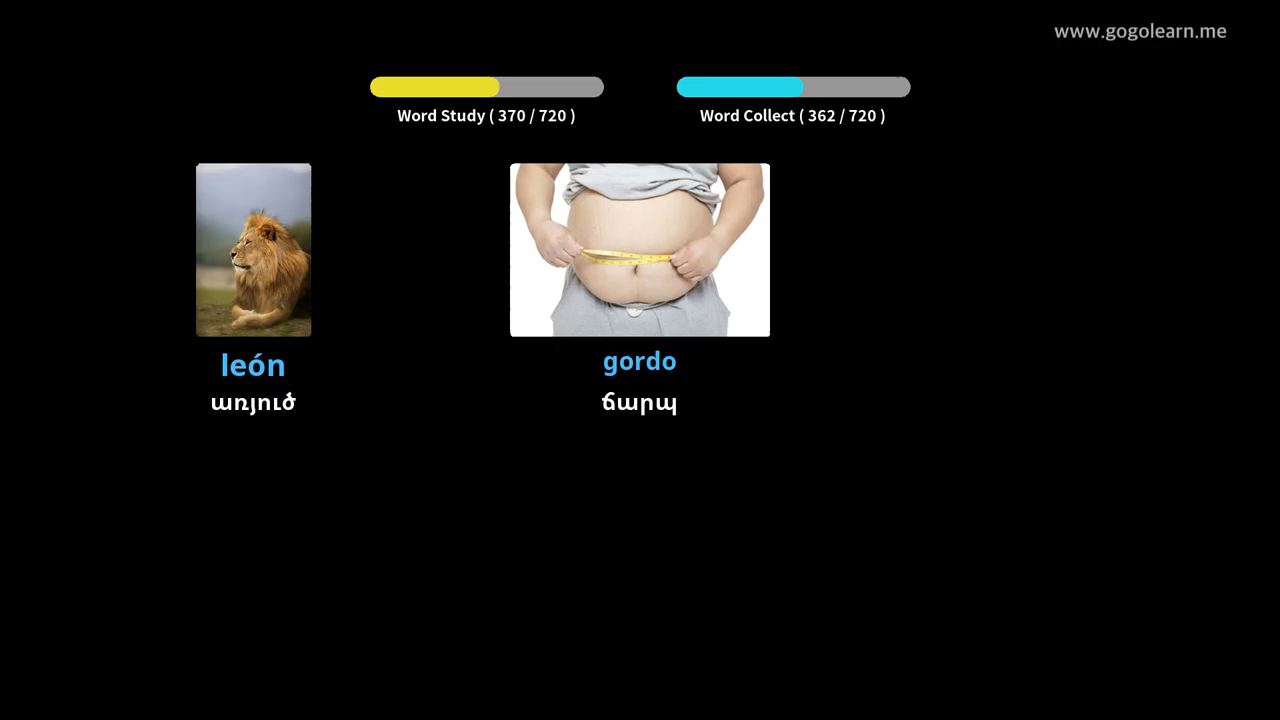 www.gogolearn.me
Word Study ( 370 / 720 )
Word Collect ( 362 / 720 )
león
առյուծ
gordo
ճարպ